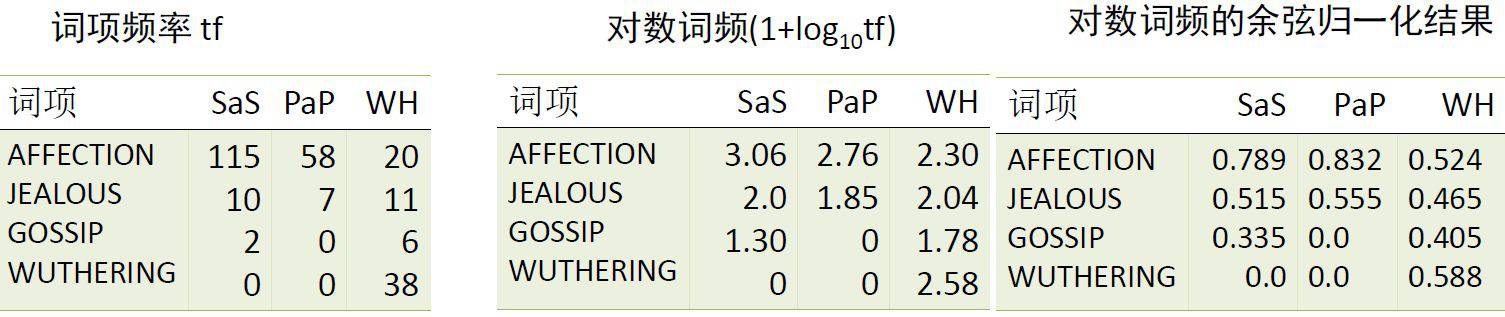 词项频率 tf
词项 SaS PaP WH
AFFECTION 115 58 20
JEALOUS 10 7 11
GOSSIP 2 0 6
WUTHERING 0 0 38
对数词频(1+log10tf)
词项 SaS PaP WH
AFFECTION 3.06 2.76 2.30
JEALOUS 2.0 1.85 2.04
GOSSIP 1.30 0 1.78
WUTHERING 0 0 2.58
对数词频的余弦归一化结果
词项 SaS PaP WH
AFFECTION 0.789 0.832 0.524
JEALOUS 0.515 0.555 0.465
GOSSIP 0.335 0.0 0.405
WUTHERING 0.0 0.0 0.588